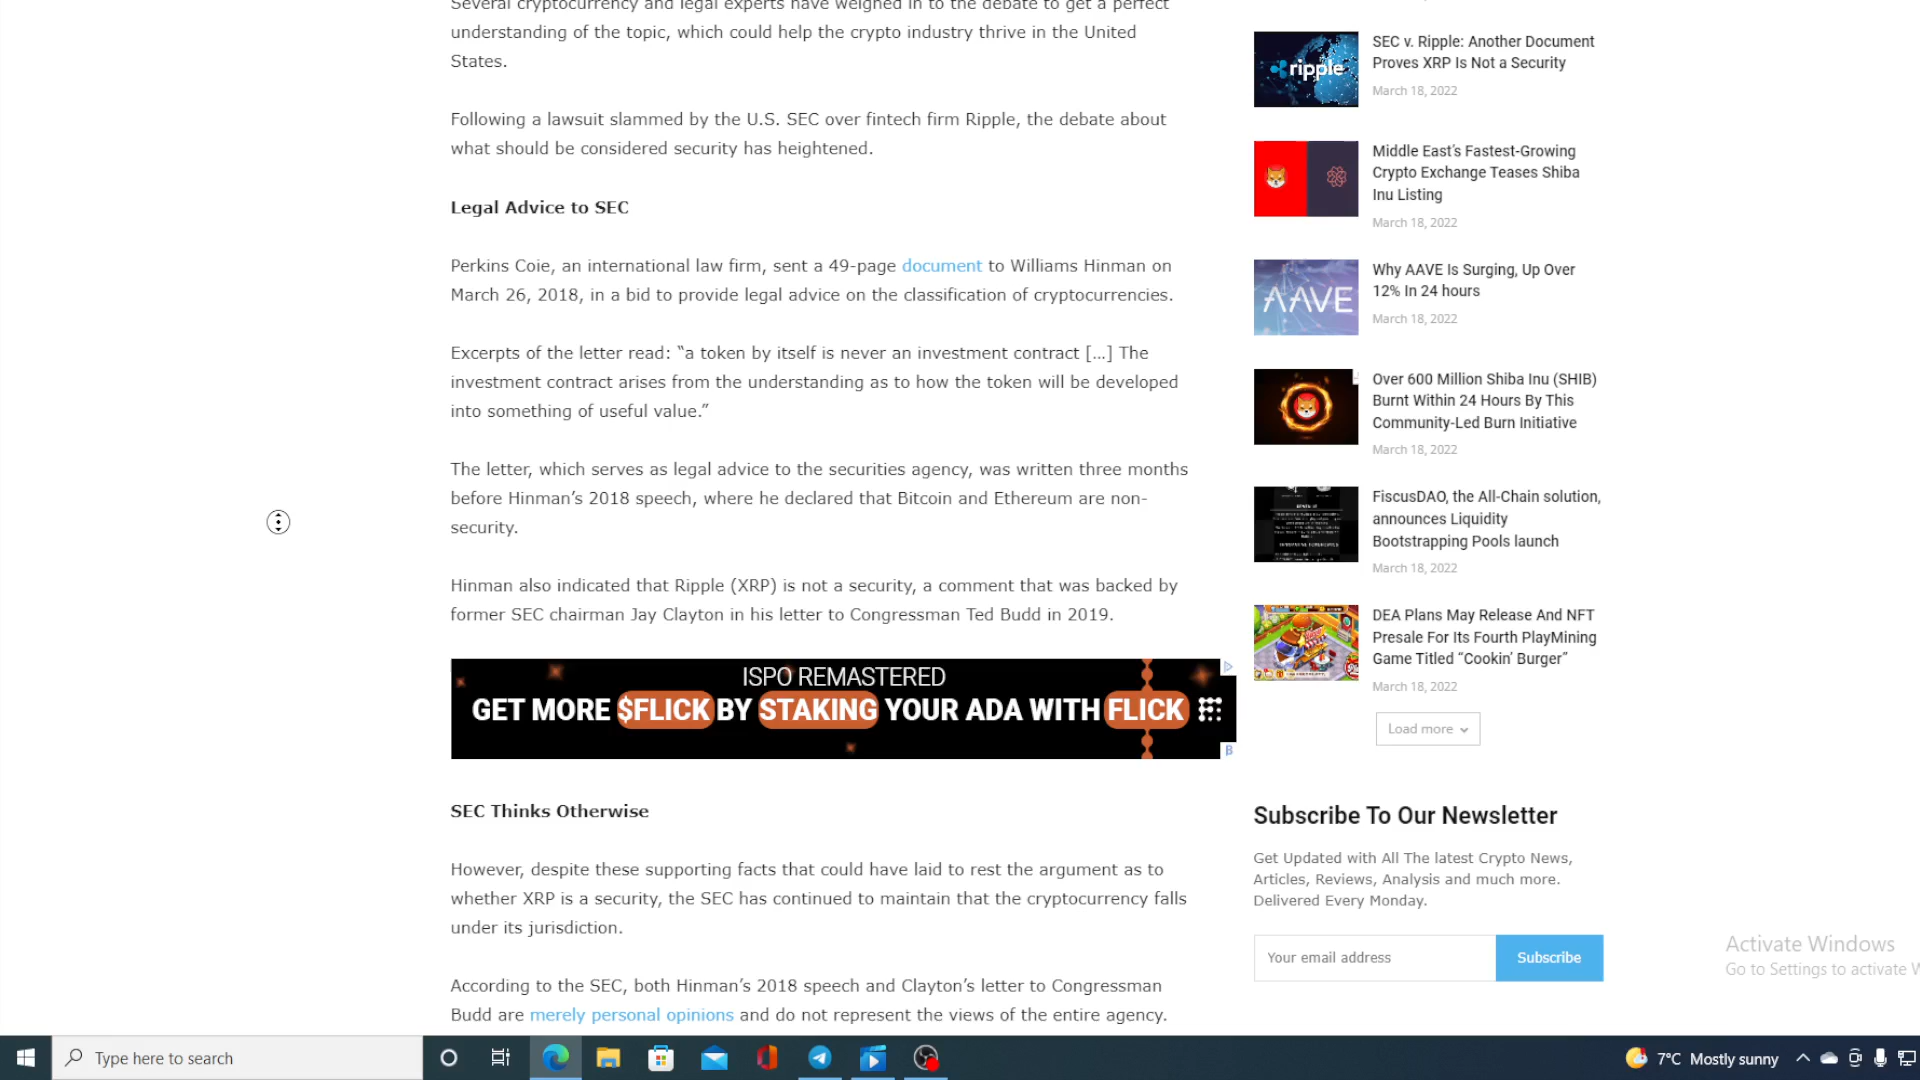 Several cryptocurrency and legal experts have weighed in to the debate to get a perfect
understanding of the topic, which could help the crypto industry thrive in the United
States.
Following a lawsuit slammed by the U.S. SEC over fintech firm Ripple, the debate about
what should be considered security has heightened.
Legal Advice to SEC
Perkins Coie, an international law firm, sent a 49-page document to Williams Hinman on
March 26, 2018, in a bid to provide legal advice on the classification of cryptocurrencies.
Excerpts of the letter read: “a token by itself is never an investment contract […] The
investment contract arises from the understanding as to how the token will be developed
into something of useful value.”
The letter, which serves as legal advice to the securities agency, was written three months
before Hinman’s 2018 speech, where he declared that Bitcoin and Ethereum are non-
security.
Hinman also indicated that Ripple (XRP) is not a security, a comment that was backed by
former SEC chairman Jay Clayton in his letter to Congressman Ted Budd in 2019.
ISPO REMASTERED
GET MORE $FLICK BY STAKING YOUR ADA WITH FLICK
SEC Thinks Otherwise
However, despite these supporting facts that could have laid to rest the argument as to
whether XRP is a security, the SEC has continued to maintain that the cryptocurrency falls
under its jurisdiction.
According to the SEC, both Hinman’s 2018 speech and Clayton’s letter to Congressman
Budd are merely personal opinions and do not represent the views of the entire agency.
ripple
SEC v. Ripple: Another Document
Proves XRP Is Not a Security
March 18, 2022
Middle East’s Fastest-Growing
Crypto Exchange Teases Shiba
Inu Listing
March 18, 2022
AAVE
Why AAVE Is Surging, Up Over
12% In 24 hours
March 18, 2022
Over 600 Million Shiba Inu (SHIB)
Burnt Within 24 Hours By This
Community-Led Burn Initiative
March 18, 2022
FiscusDAO, the All-Chain solution,
announces Liquidity
Bootstrapping Pools launch
March 18, 2022
DEA Plans May Release And NFT
Presale For Its Fourth PlayMining
Game Titled “Cookin’ Burger”
March 18, 2022
Load more
Subscribe To Our Newsletter
Get Updated with All The latest Crypto News,
Articles, Reviews, Analysis and much more.
Delivered Every Monday.
Your email address
Subscribe
Activate Windows
Go to Settings to activate W
Type here to search
7°C Mostly sunny